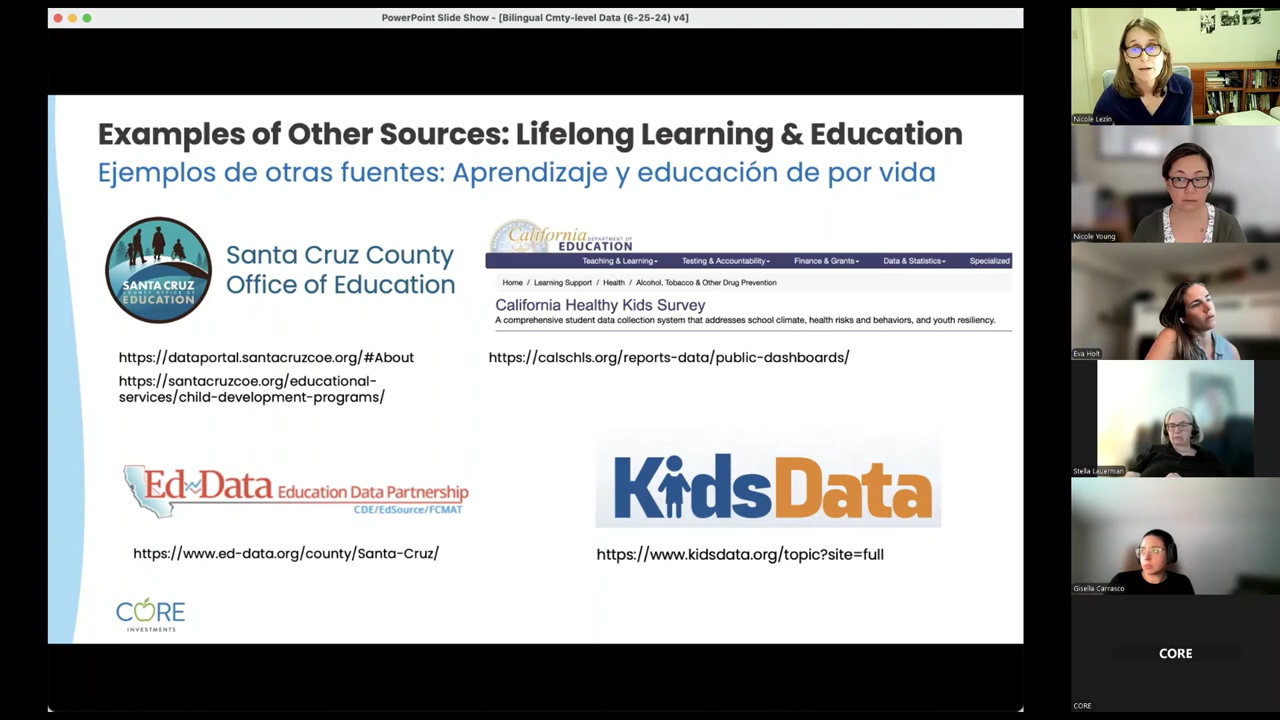 PowerPoint Slide Show - [Bilingual Cmty-level Data (6-25-24) v4]
Examples of Other Sources: Lifelong Learning & Education
Ejemplos de otras fuentes: Aprendizaje y educación de por vida
SANTA CRUZ
COUNTY OFFICE OF
EDUCATION
Santa Cruz County
Office of Education
https://dataportal.santacruzcoe.org/#About
https://santacruzcoe.org/educational-
services/child-development-programs/
California DEPARTMENT OF
EDUCATION
Teaching & Learning Testing & Accountability Finance & Grants Data & Statistics Specialized
Home / Learning Support / Health / Alcohol, Tobacco & Other Drug Prevention
California Healthy Kids Survey
A comprehensive student data collection system that addresses school climate, health risks and behaviors, and youth resiliency.
https://calschls.org/reports-data/public-dashboards/
Ed-Data Education Data Partnership
CDE/EdSource/FCMAT
https://www.ed-data.org/county/Santa-Cruz/
KidsData
https://www.kidsdata.org/topic?site=full
CORE
INVESTMENTS
Nicole Lezin
Nicole Young
Eva Holt
Stella Lauerman
Gisella Carrasco
CORE
CORE